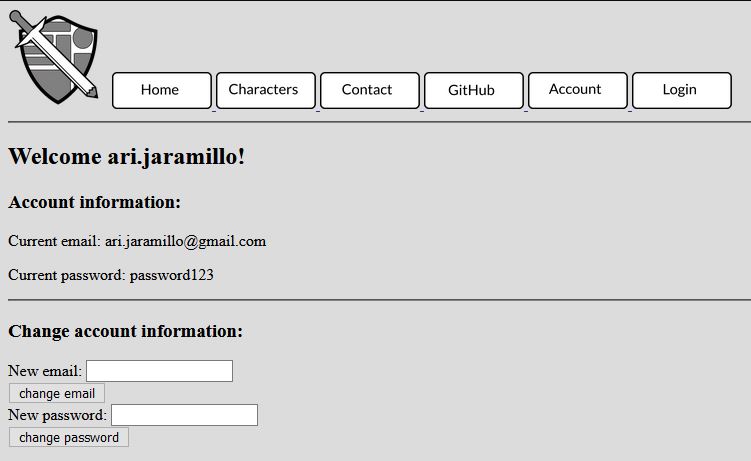 Home Characters Contact GitHub Account Login
Welcome ari.jaramillo!
Account information:
Current email: ari.jaramillo@gmail.com
Current password: password123
Change account information:
New email:
change email
New password:
change password